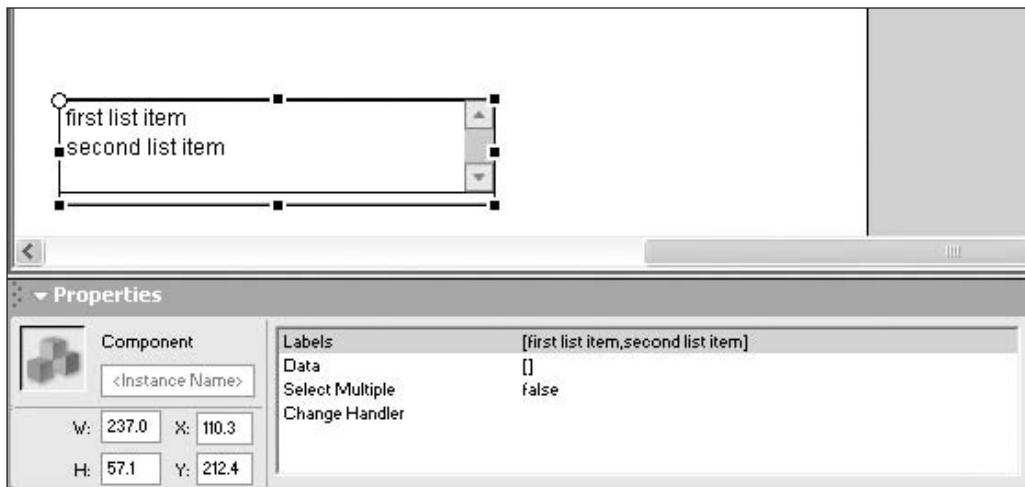 first list item
second list item
Properties
Component
<Instance Name>
W: 237.0 X: 110.3
H: 57.1 Y: 212.4
Labels [first list item,second list item]
Data []
Select Multiple false
Change Handler